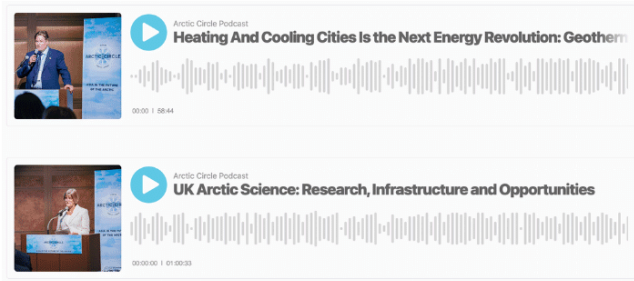 Arctic Circle Podcast
Heating And Cooling Cities Is the Next Energy Revolution: Geotherm
00:00 | 58:44
Arctic Circle Podcast
UK Arctic Science: Research, Infrastructure and Opportunities
00:00:00 | 01:00:33